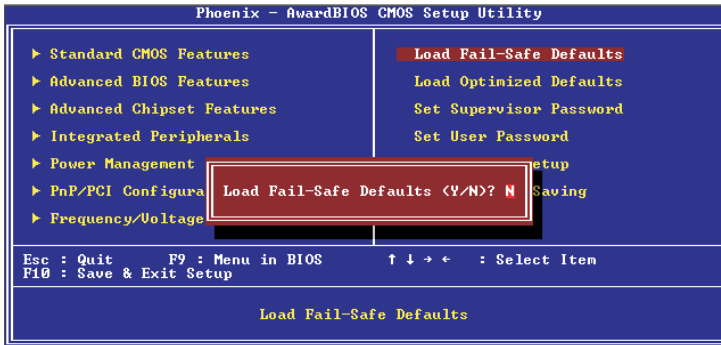 Phoenix – AwardBIOS CMOS Setup Utility
▶ Standard CMOS Features
▶ Advanced BIOS Features
▶ Advanced Chipset Features
▶ Integrated Peripherals
▶ Power Management
▶ PnP/PCI Configura
▶ Frequency/Voltage
Load Fail-Safe Defaults
Load Optimized Defaults
Set Supervisor Password
Set User Password
etup
Saving
Load Fail-Safe Defaults (Y/N)? N
Esc : Quit F9 : Menu in BIOS ↑ ↓ → ← : Select Item
F10 : Save & Exit Setup
Load Fail-Safe Defaults